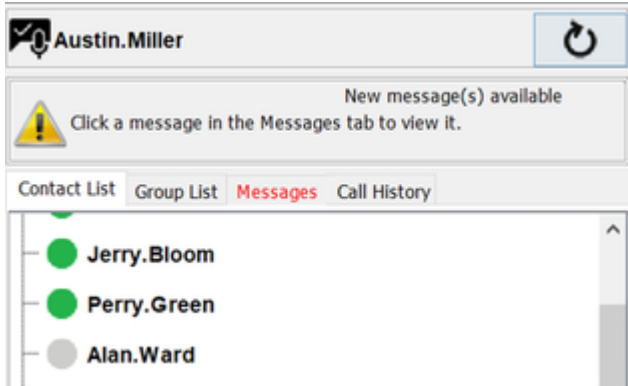 Austin.Miller
New message(s) available
Click a message in the Messages tab to view it.
Contact List Group List Messages Call History
Jerry.Bloom
Perry.Green
Alan.Ward